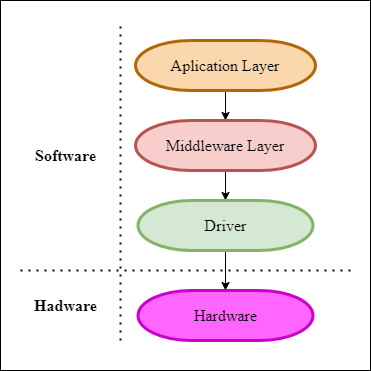 Aplication Layer
Middleware Layer
Software
Driver
Hadware
Hardware